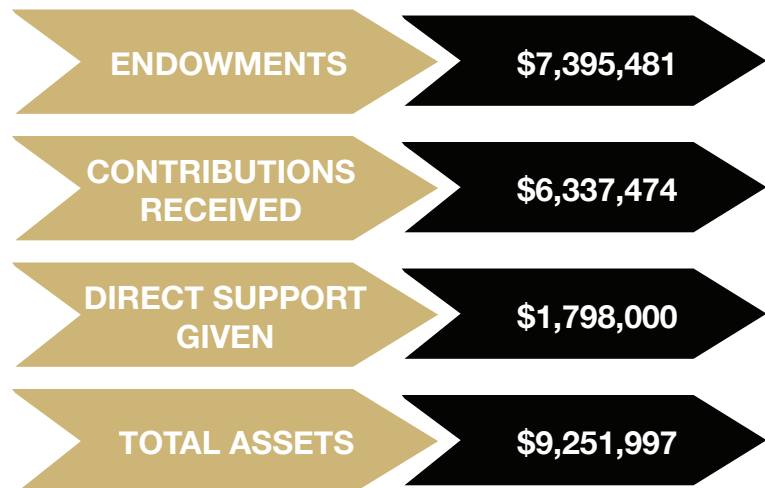 ENDOWMENTS
$7,395,481
CONTRIBUTIONS
RECEIVED
$6,337,474
DIRECT SUPPORT
GIVEN
$1,798,000
TOTAL ASSETS
$9,251,997